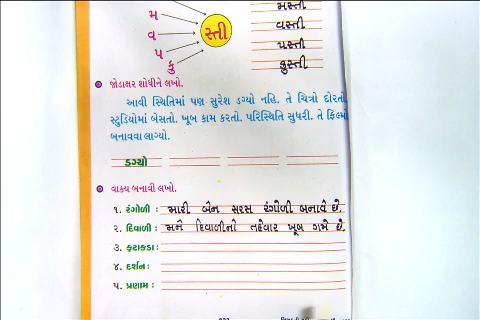 મસ્તી
મ
વ
પ
કુ
સ્તી
વસ્તી
પસ્તી
કુસ્તી
જોડાક્ષર શોધીને લખો.
આવી સ્થિતિમાં પણ સુરેશ ડગ્યો નહિ. તે ચિત્રો દોરતો.
સ્ટુડિયોમાં બેસતો. ખૂબ કામ કરતો. પરિસ્થિતિ સુધરી. તે ફિલ્મો
બનાવવા લાગ્યો.
ડગ્યો
વાક્ય બનાવી લખો.
૧. રંગોળી : મારી બેન સરસ રંગોળી બનાવે છે.
૨. દિવાળી : મને દિવાળીનો તહેવાર ખૂબ ગમે છે.
૩. ફટાકડા :
૪. દર્શન :
૫. પ્રણામ :